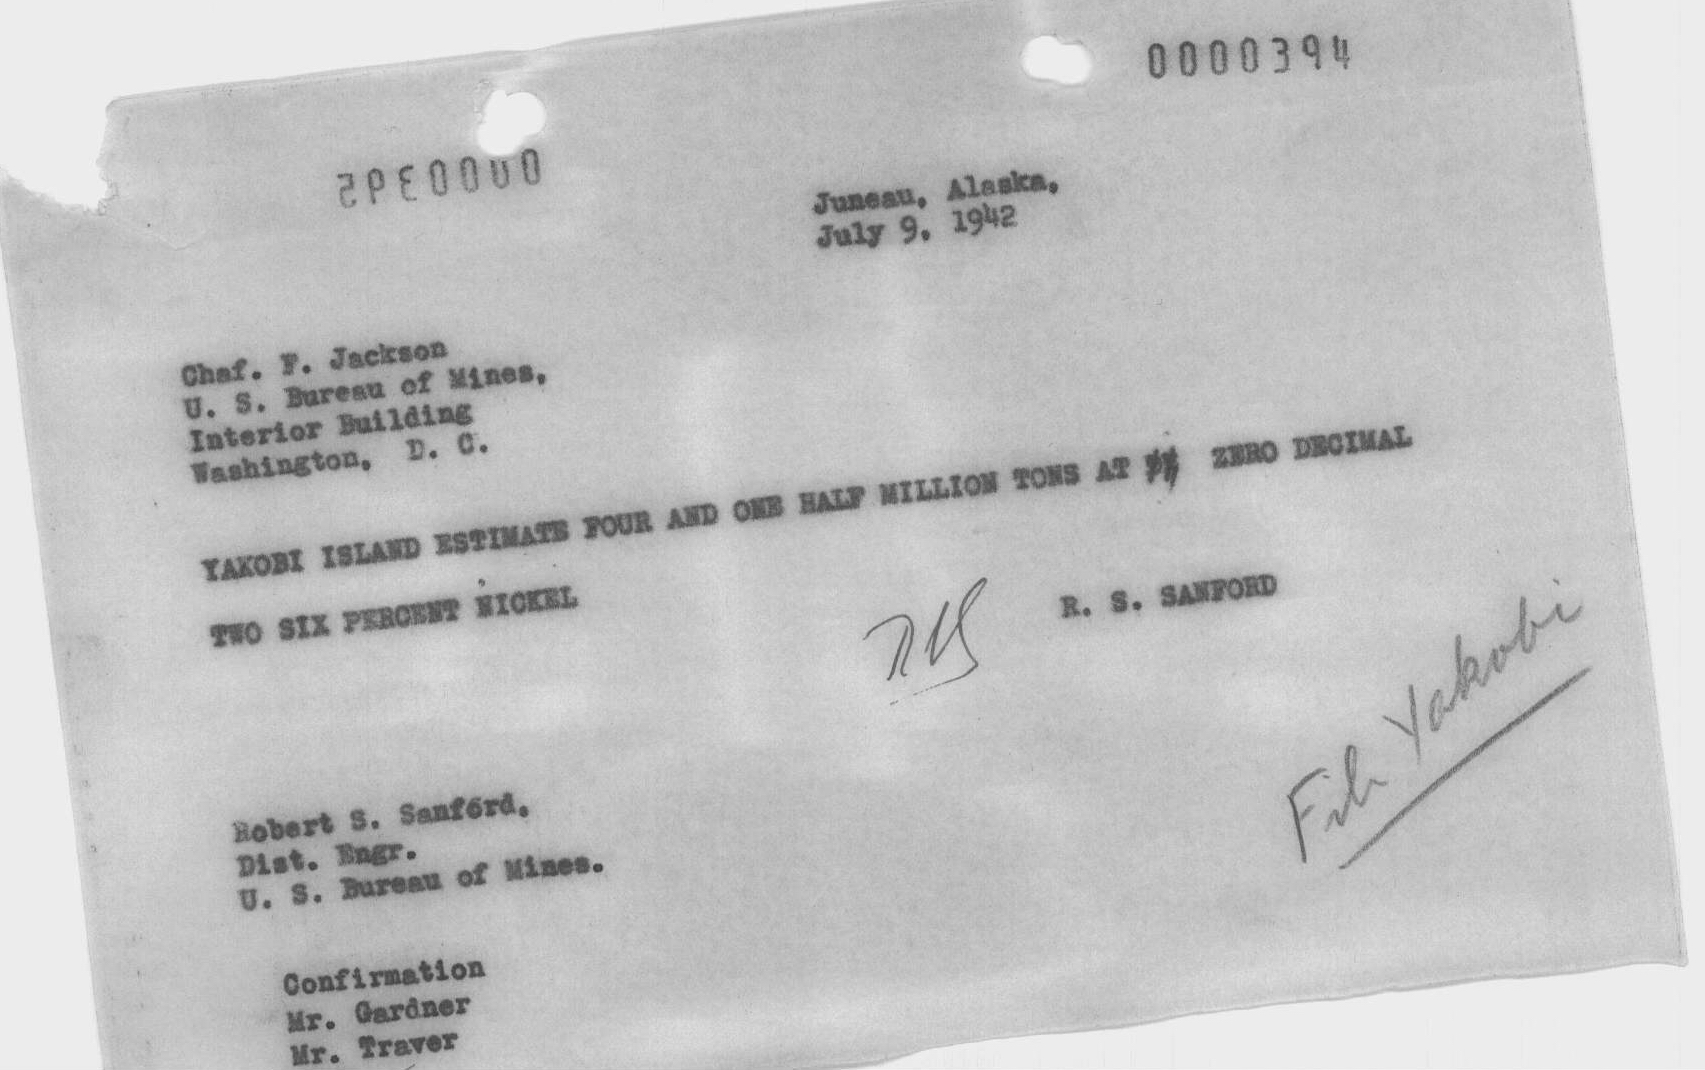 0000394
0000395
Juneau, Alaska,
July 9, 1942
Chaf. F. Jackson
U. S. Bureau of Mines,
Interior Building
Washington, D. C.
YAKOBI ISLAND ESTIMATE FOUR AND ONE HALF MILLION TONS AT ZERO DECIMAL
TWO SIX PERCENT NICKEL
R. S. SANFORD
RSS
File Yakobi
Robert S. Sanford,
Dist. Engr.
U. S. Bureau of Mines.
Confirmation
Mr. Gardner
Mr. Traver